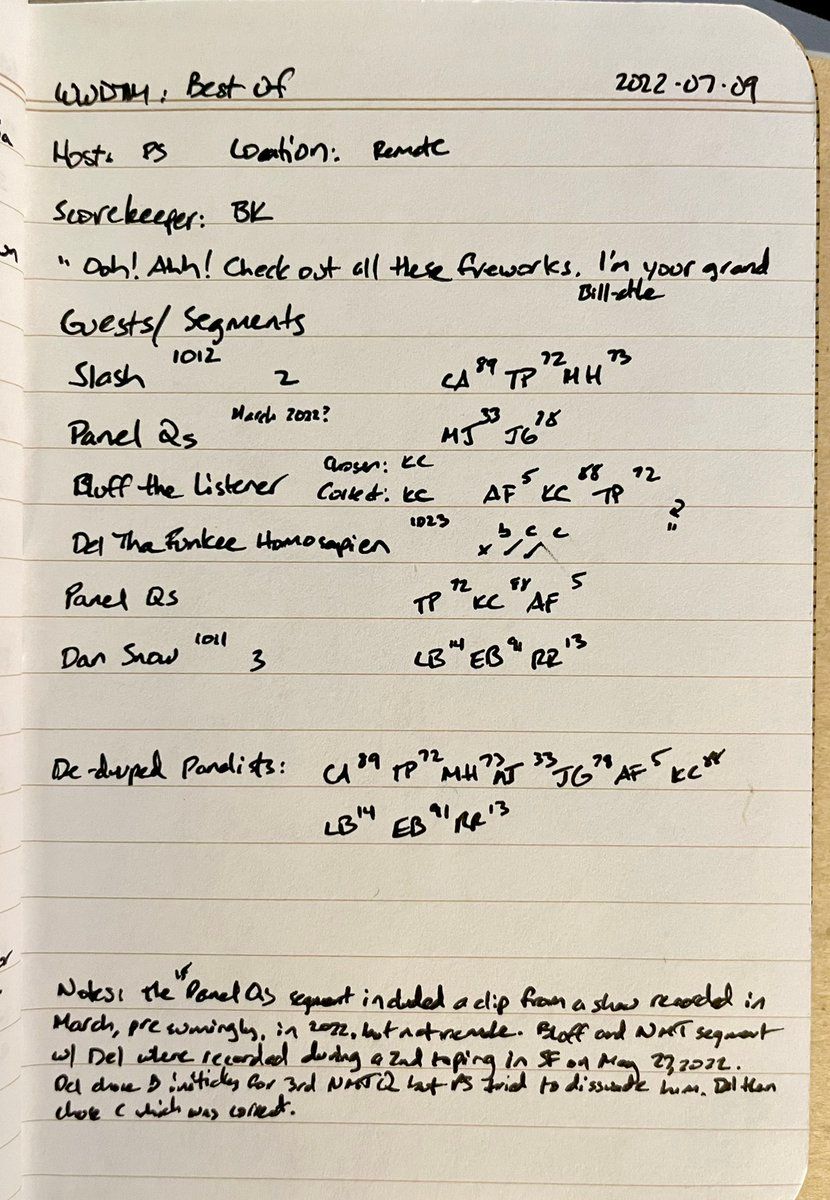 WWDTM: Best Of 2022-07-09
Host: PS Location: Remote
Scorekeeper: BK
"Ooh! Ahh! Check out all these fireworks. I'm your grand
Bill-ale
Guests/Segments
Slash 1012 2 CA 89 TP 72 MH 73
Panel Qs March 2022? MJ 33 JG 78
Chosen: KC
Bluff the Listener Correct: KC AF 5 KC 88 TP 72
Del Tha Funkee Homosapien 1023 x b c c 2
Panel Qs TP 72 KC 88 AF 5
Dan Snow 1011 3 LB 14 EB 91 RR 13
De-duped Panelists: CA 89 TP 72 MH 73 MJ 33 JG 78 AF 5 KC 88
LB 14 EB 91 RR 13
Notes: the 1st Panel Qs segment included a clip from a show recorded in
March, presumingly, in 2022, but not remote. Bluff and NMJ segment
w/ Del where recorded during a 2nd taping in SF on May 27, 2022.
Del chose B initially for 3rd NMJ Q but PS tried to dissuade him. Del then
chose C which was correct.